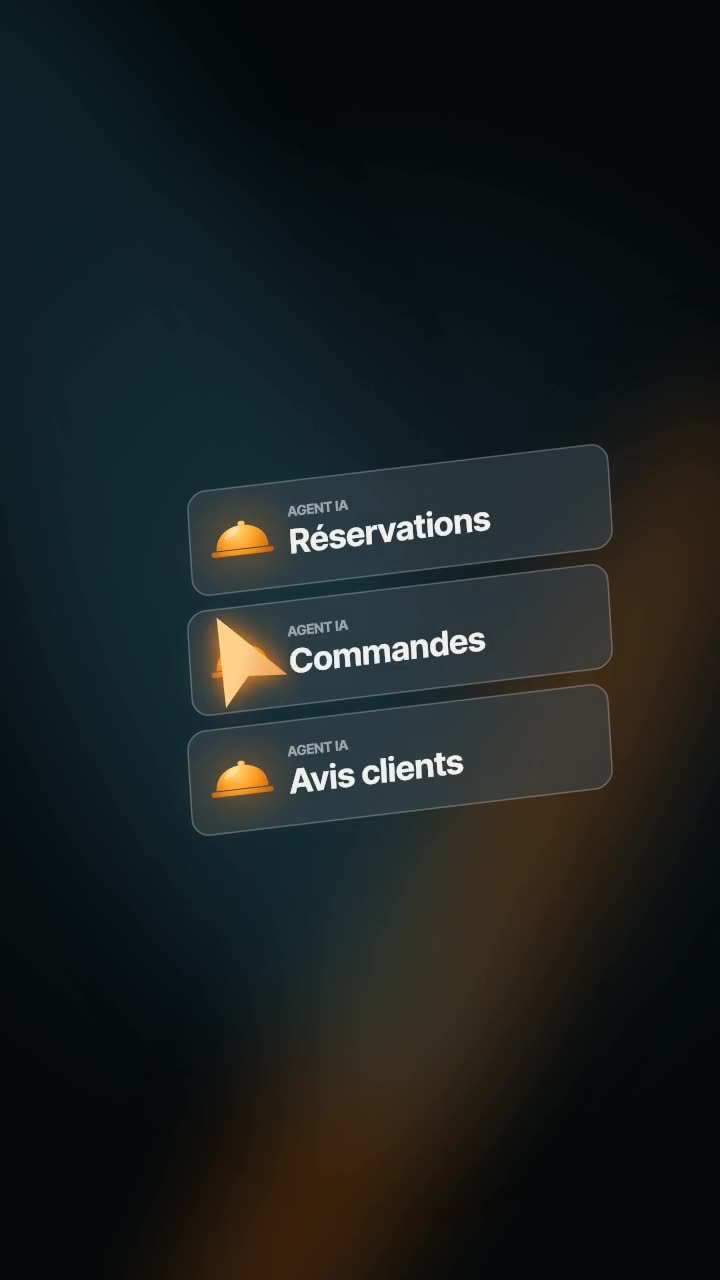 AGENT IA
Réservations
AGENT IA
Commandes
AGENT IA
Avis clients